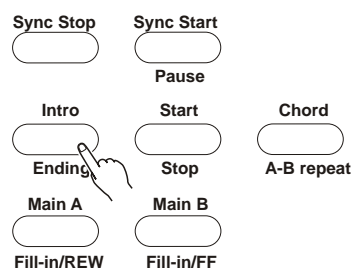 Sync Stop Sync Start
Pause
Intro Start Chord
Ending Stop A-B repeat
Main A Main B
Fill-in/REW Fill-in/FF